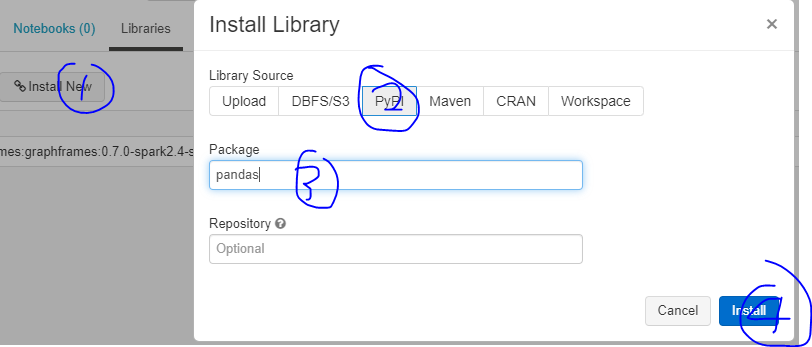 Notebooks (0) Libraries
Install New
1
mes:graphframes:0.7.0-spark2.4-s
Install Library ×
Library Source
Upload DBFS/S3 PyPI Maven CRAN Workspace
2
Package
pandas
3
Repository ?
Optional
Cancel Install
4